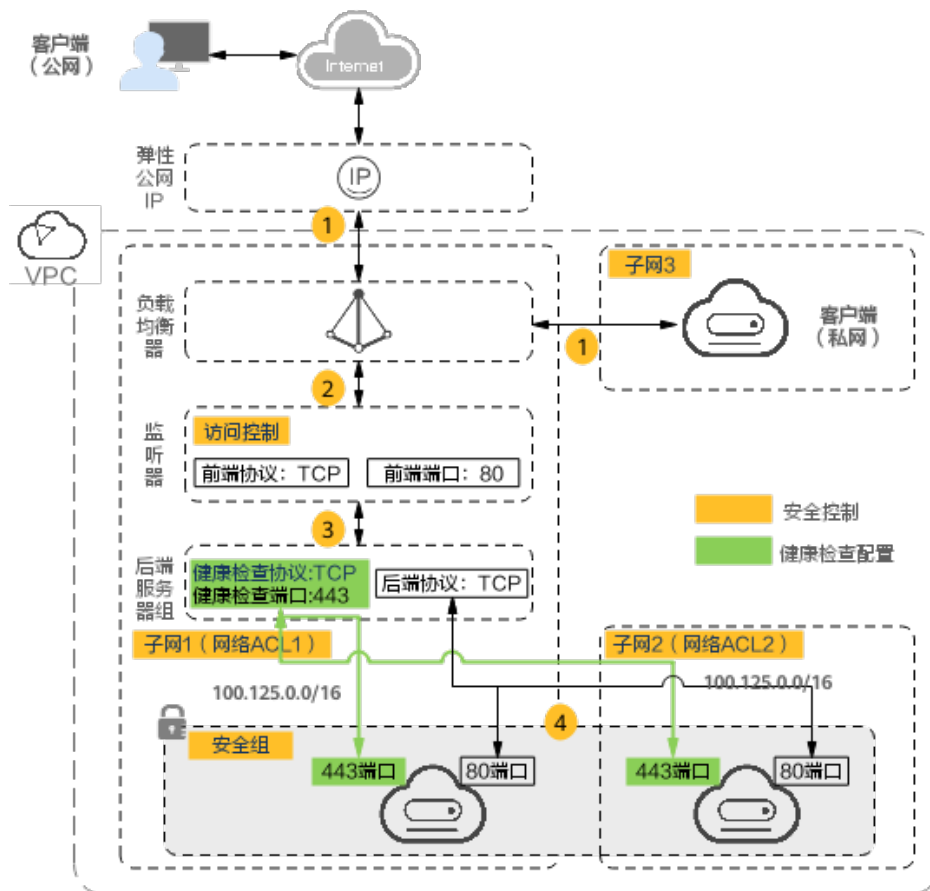 客户端
（公网）
Internet
弹性
公网
IP
IP
1
VPC
子网3
负载
均衡
器
客户端
（私网）
1
2
监
听
器
访问控制
前端协议：TCP
前端端口：80
安全控制
3
健康检查配置
后端
服务
器组
健康检查协议:TCP
健康检查端口:443
后端协议：TCP
子网1（网络ACL1）
子网2（网络ACL2）
100.125.0.0/16
100.125.0.0/16
4
安全组
443端口
80端口
443端口
80端口